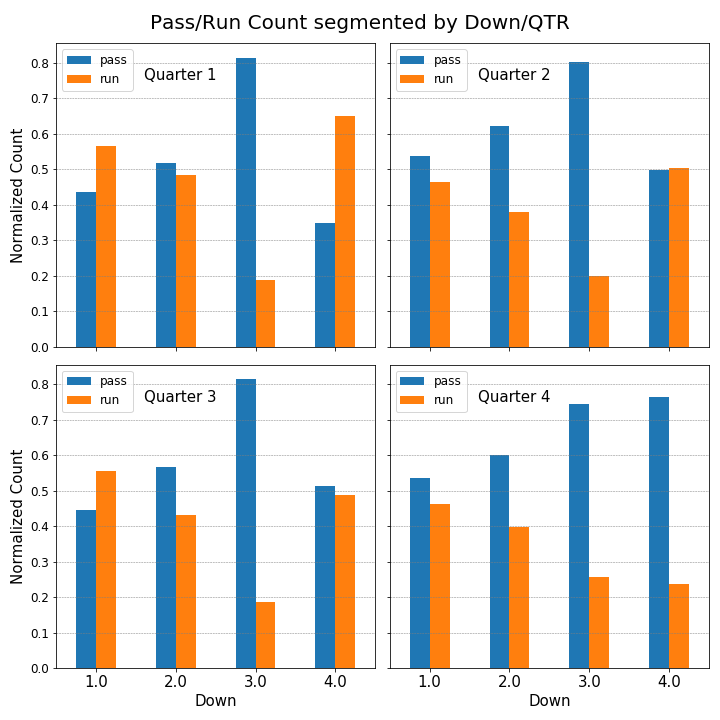 Pass/Run Count segmented by Down/QTR
pass
run
Quarter 1
Normalized Count
0.8
0.7
0.6
0.5
0.4
0.3
0.2
0.1
0.0
pass
run
Quarter 2
pass
run
Quarter 3
Normalized Count
0.8
0.7
0.6
0.5
0.4
0.3
0.2
0.1
0.0
1.0 2.0 3.0 4.0
Down
pass
run
Quarter 4
1.0 2.0 3.0 4.0
Down